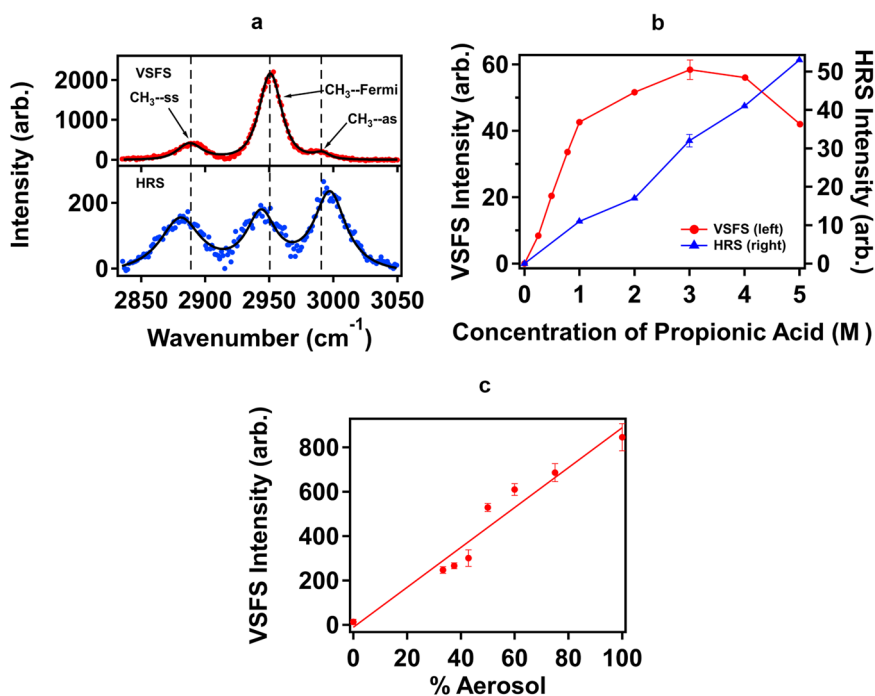 a
VSFS
CH₃--ss
CH₃--Fermi
CH₃--as
2000
1000
0
HRS
200
0
Intensity (arb.)
2850 2900 2950 3000 3050
Wavenumber (cm⁻¹)
b
VSFS Intensity (arb.)
60
40
20
0
HRS Intensity (arb.)
50
40
30
20
10
0
VSFS (left)
HRS (right)
0 1 2 3 4 5
Concentration of Propionic Acid (M )
c
VSFS Intensity (arb.)
800
600
400
200
0
0 20 40 60 80 100
% Aerosol